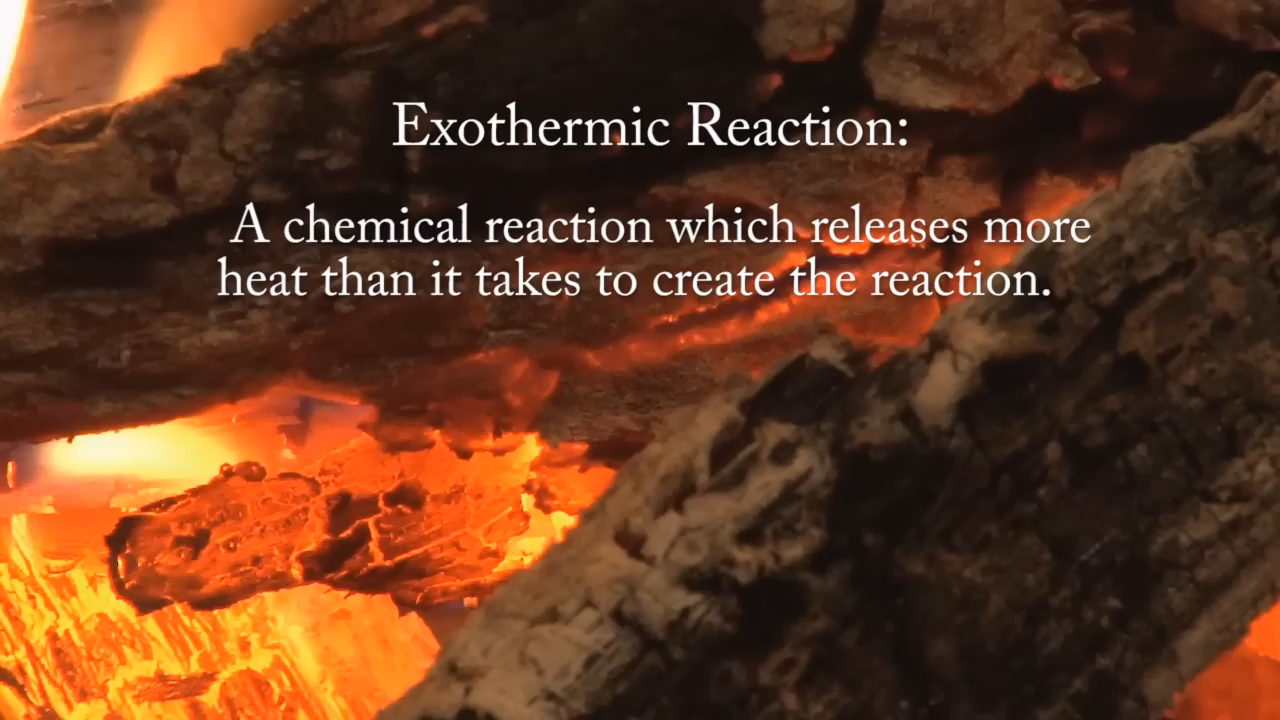 Exothermic Reaction:
A chemical reaction which releases more
heat than it takes to create the reaction.